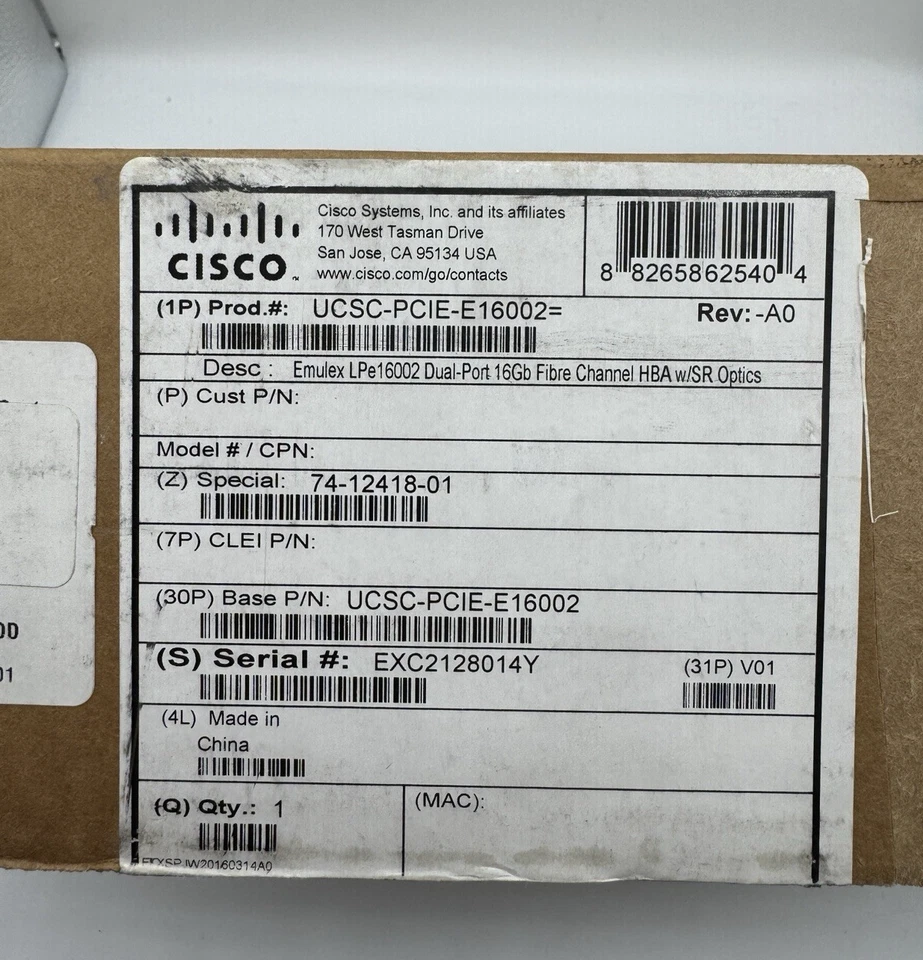 CISCO
Cisco Systems, Inc. and its affiliates
170 West Tasman Drive
San Jose, CA 95134 USA
www.cisco.com/go/contacts
8 82658 62540 4
(1P) Prod.#: UCSC-PCIE-E16002= Rev:-A0
Desc : Emulex LPe16002 Dual-Port 16Gb Fibre Channel HBA w/SR Optics
(P) Cust P/N:
Model # / CPN:
(Z) Special: 74-12418-01
(7P) CLEI P/N:
(30P) Base P/N: UCSC-PCIE-E16002
(S) Serial #: EXC2128014Y (31P) V01
(4L) Made in
China
(Q) Qty.: 1 (MAC):